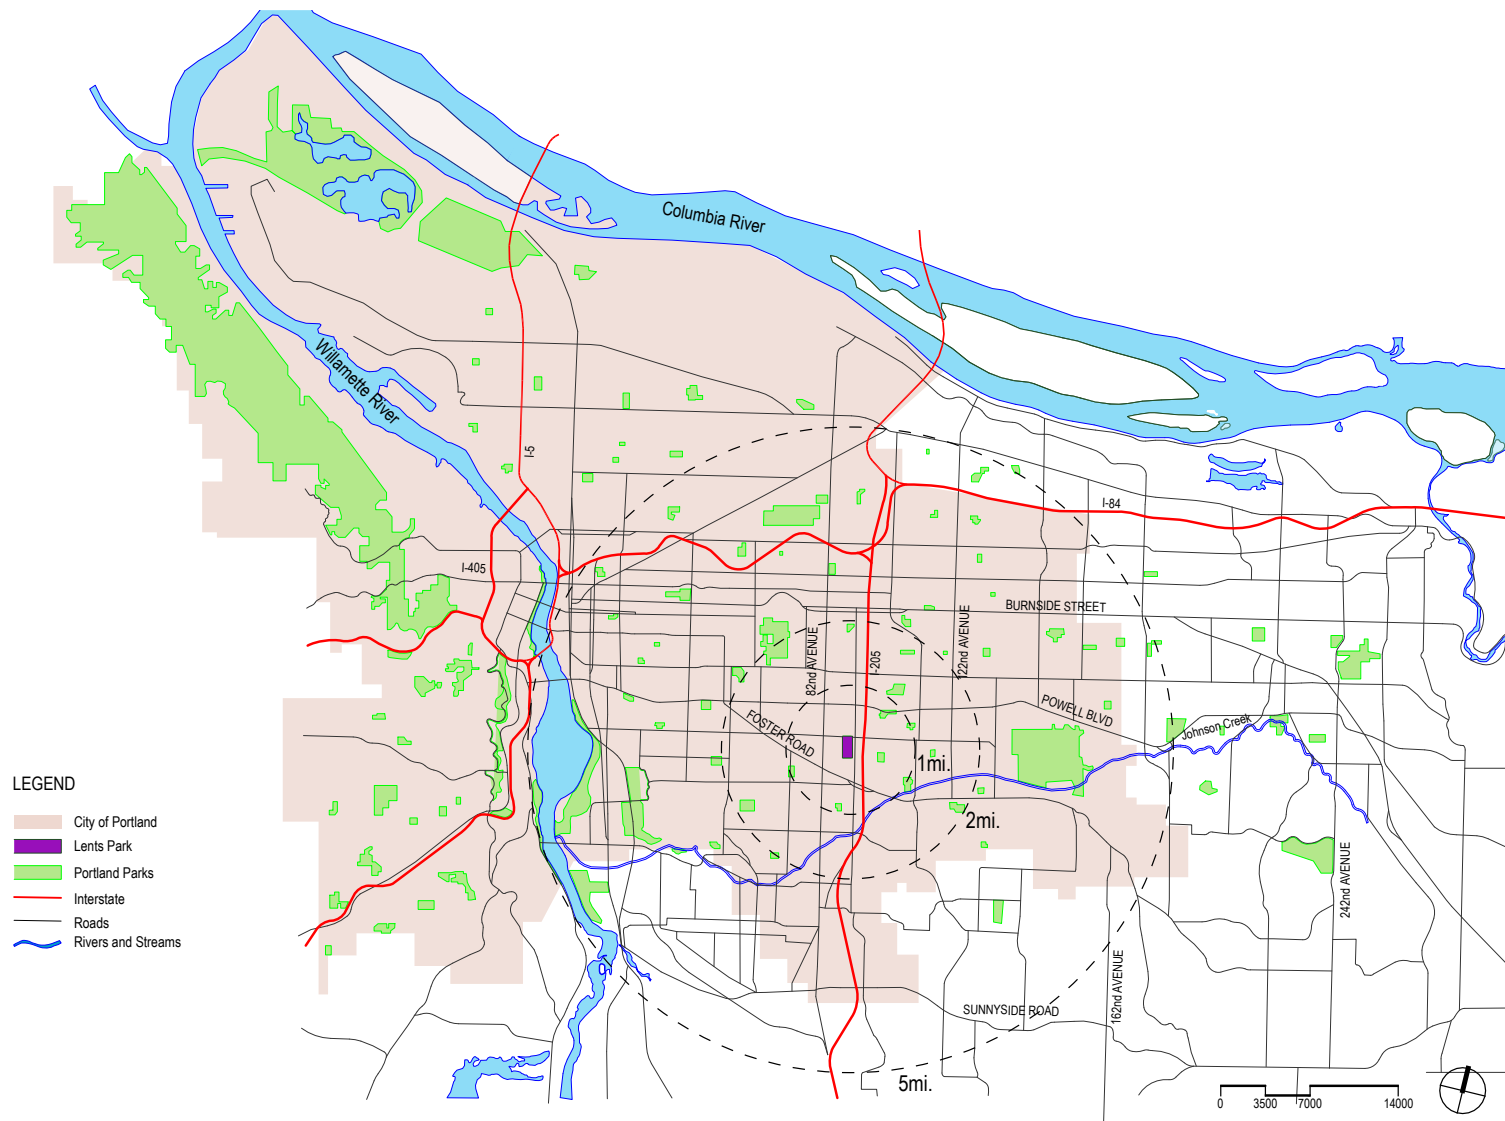 Columbia River
Willamette River
I-5
I-84
I-405
BURNSIDE STREET
82nd AVENUE
122nd AVENUE
I-205
POWELL BLVD
FOSTER ROAD
Johnson Creek
1mi.
2mi.
LEGEND
City of Portland
Lents Park
Portland Parks
Interstate
Roads
Rivers and Streams
242nd AVENUE
162nd AVENUE
SUNNYSIDE ROAD
5mi.
0 3500 7000 14000